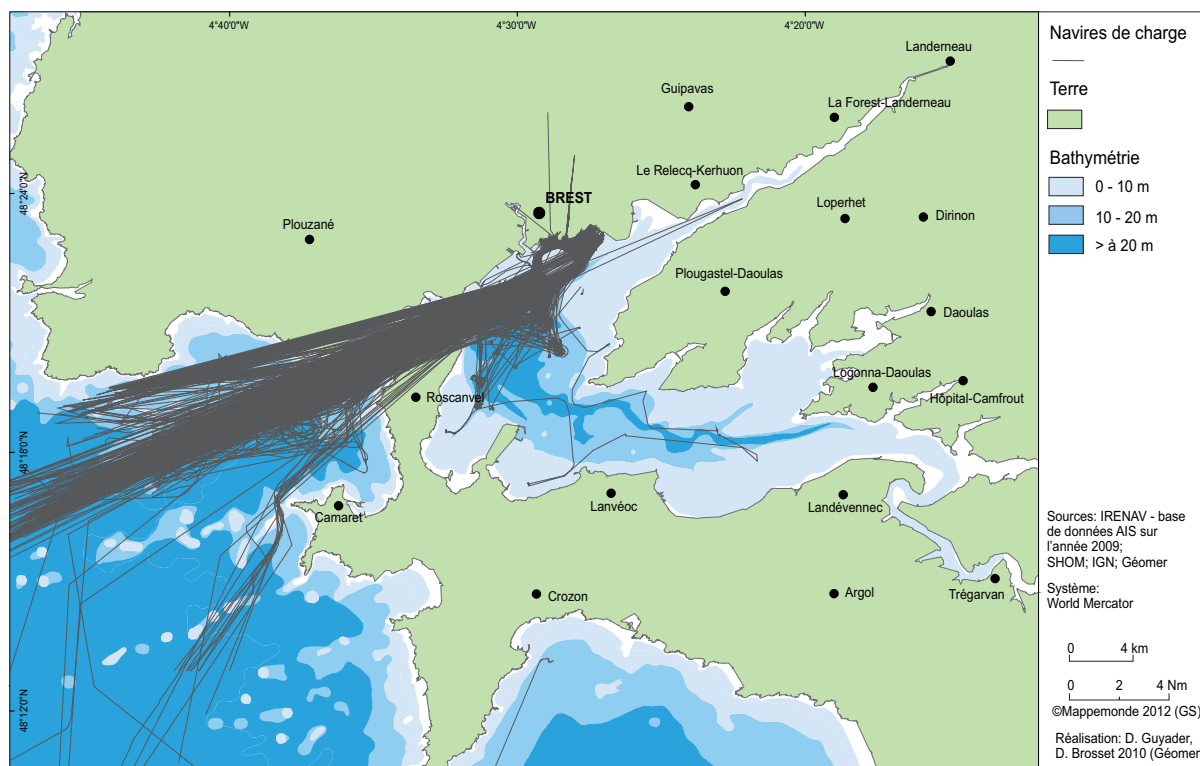 4°40'0"W
4°30'0"W
4°20'0"W
48°24'0"N
48°18'0"N
48°12'0"N
Landerneau
Guipavas
La Forest-Landerneau
Le Relecq-Kerhuon
BREST
Loperhet
Dirinon
Plouzané
Plougastel-Daoulas
Daoulas
Logonna-Daoulas
Hôpital-Camfrout
Roscanvel
Lanvéoc
Landévennec
Camaret
Trégarvan
Crozon
Argol
Navires de charge
Terre
Bathymétrie
0 - 10 m
10 - 20 m
> à 20 m
Sources: IRENAV - base
de données AIS sur
l'année 2009;
SHOM; IGN; Géomer
Système:
World Mercator
0 4 km
0 2 4 Nm
©Mappemonde 2012 (GS)
Réalisation: D. Guyader,
D. Brosset 2010 (Géomer